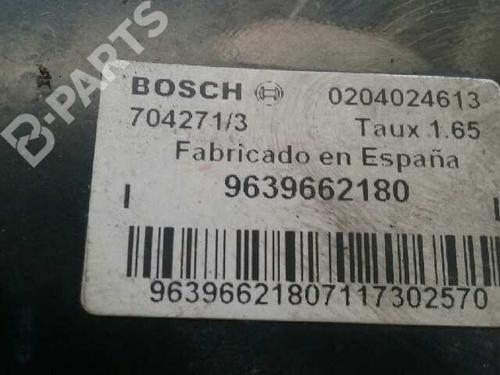 B-PARTS
BOSCH 0204024613
704271/3 Taux 1.65
Fabricado en España
9639662180
96396621807117302570